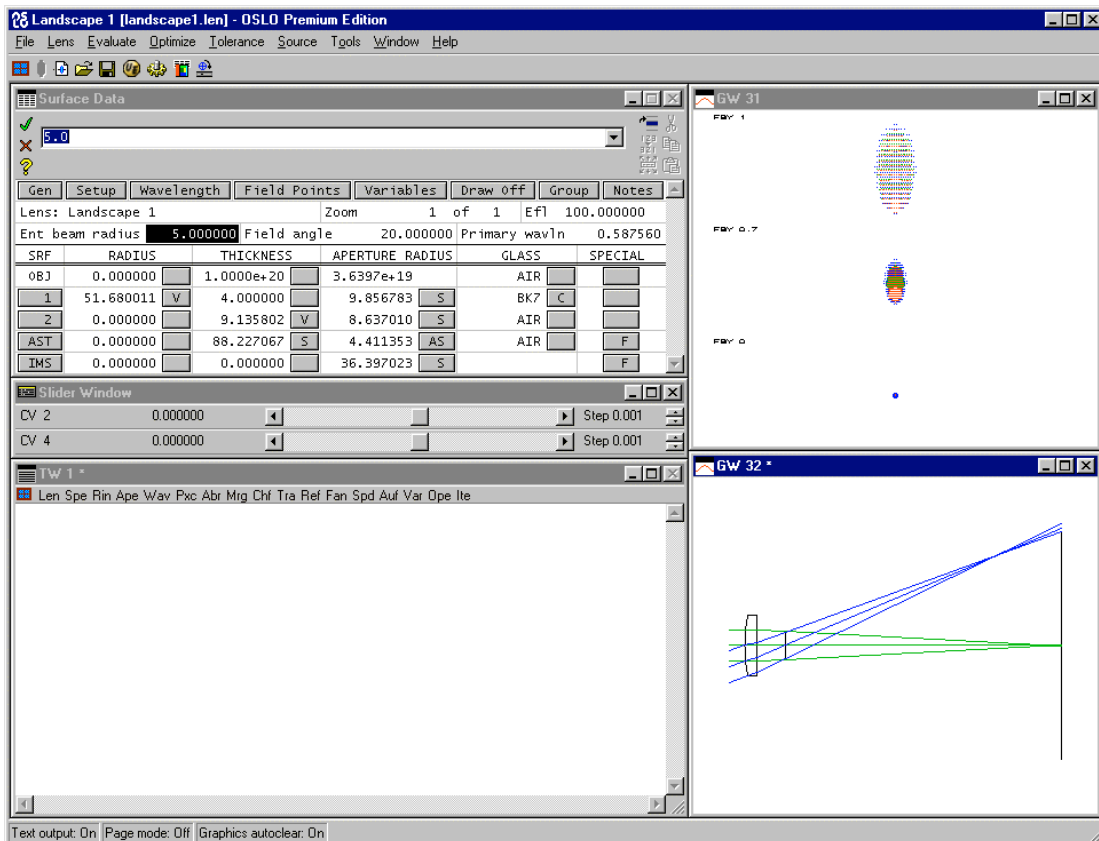 Landscape 1 [landscape1.len] - OSLO Premium Edition
File Lens Evaluate Optimize Tolerance Source Tools Window Help
Surface Data
5.0
Gen Setup Wavelength Field Points Variables Draw Off Group Notes
Lens: Landscape 1 Zoom 1 of 1 Efl 100.000000
Ent beam radius 5.000000 Field angle 20.000000 Primary wavln 0.587560
SRF RADIUS THICKNESS APERTURE RADIUS GLASS SPECIAL
OBJ 0.000000 1.0000e+20 3.6397e+19 AIR
1 51.680011 V 4.000000 9.856783 S BK7 C
2 0.000000 9.135802 V 8.637010 S AIR
AST 0.000000 88.227067 S 4.411353 AS AIR F
IMS 0.000000 0.000000 36.397023 S F
Slider Window
CV 2 0.000000 Step 0.001
CV 4 0.000000 Step 0.001
TW 1 *
Len Spe Rin Ape Wav Pxc Abr Mrg Chf Tra Ref Fan Spd Auf Var Ope Ite
GW 31
FBY 1
FBY 0.7
FBY 0
GW 32 *
Text output: On Page mode: Off Graphics autoclear: On